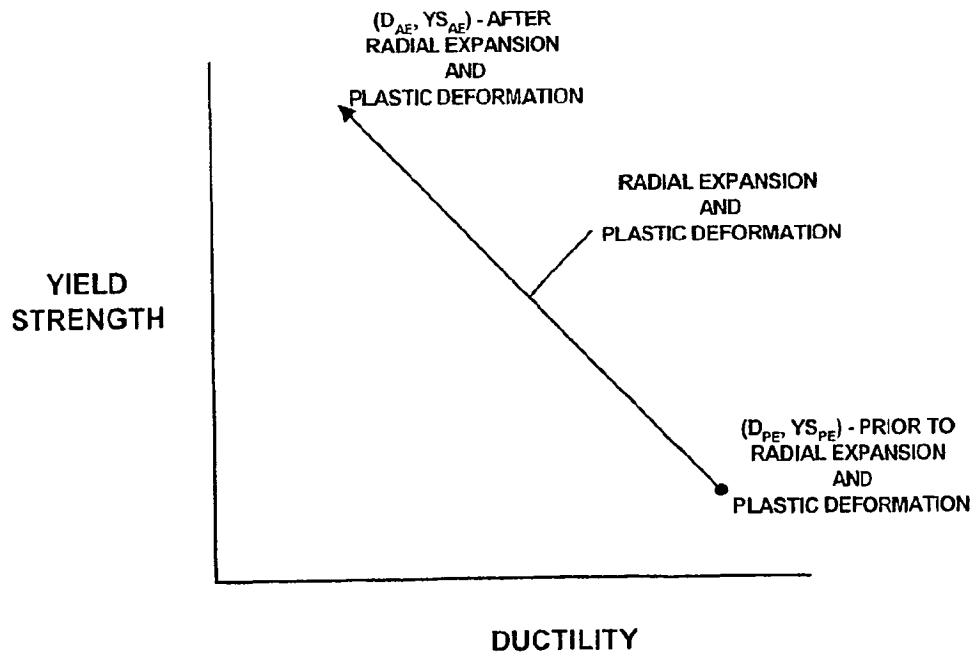 (D_AE, YS_AE) - AFTER
RADIAL EXPANSION
AND
PLASTIC DEFORMATION
RADIAL EXPANSION
AND
PLASTIC DEFORMATION
YIELD
STRENGTH
(D_PE, YS_PE) - PRIOR TO
RADIAL EXPANSION
AND
PLASTIC DEFORMATION
DUCTILITY